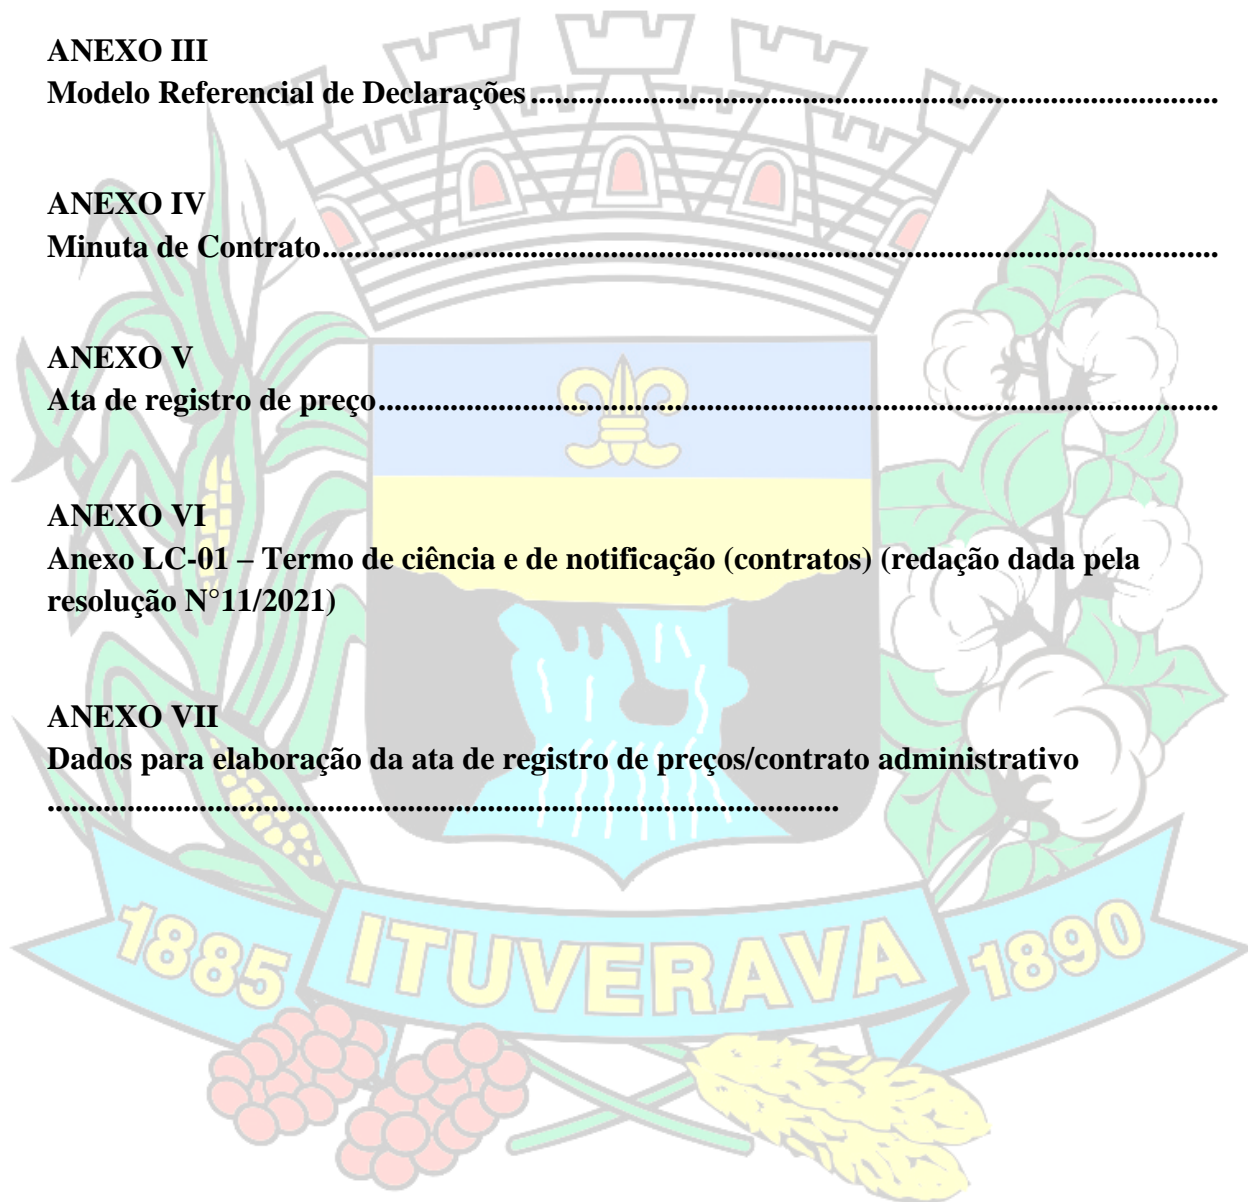 ANEXO III
Modelo Referencial de Declarações.....................................................................................
ANEXO IV
Minuta de Contrato...............................................................................................................
ANEXO V
Ata de registro de preço........................................................................................................
ANEXO VI
Anexo LC-01 – Termo de ciência e de notificação (contratos) (redação dada pela
resolução N°11/2021)
ANEXO VII
Dados para elaboração da ata de registro de preços/contrato administrativo
..................................................................................................
1885 ITUVERAVA 1890